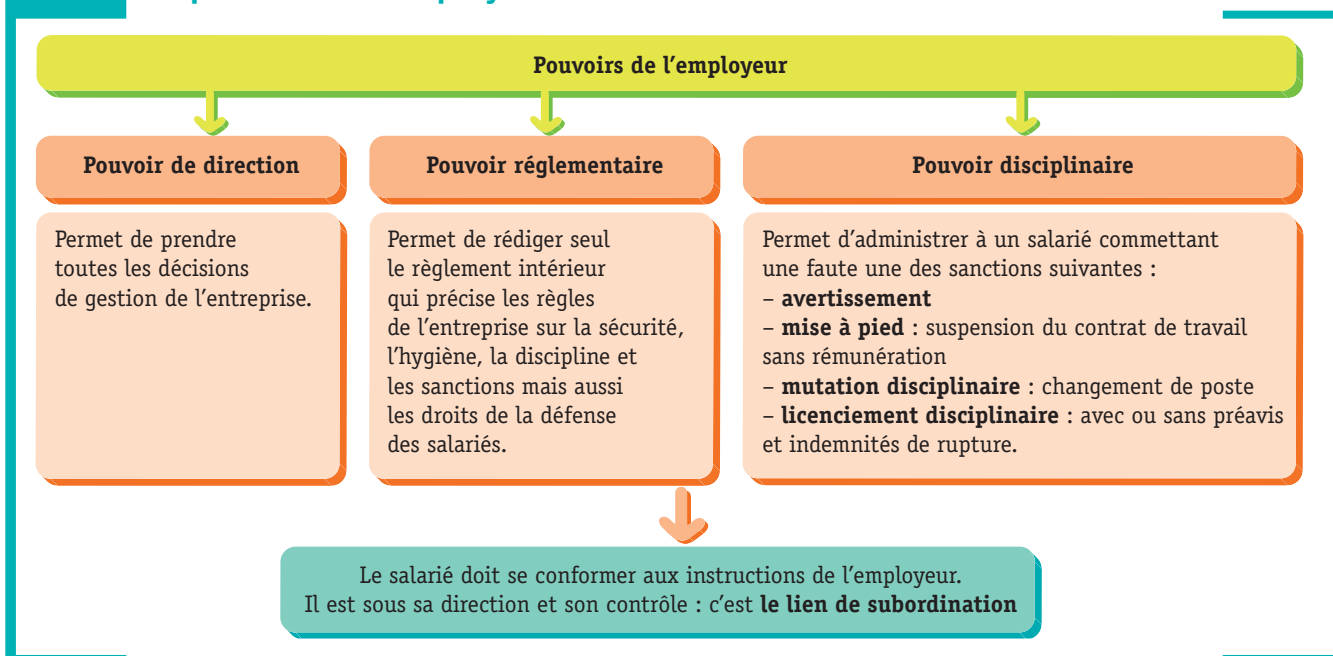 Pouvoirs de l'employeur
Pouvoir de direction
Permet de prendre
toutes les décisions
de gestion de l'entreprise.
Pouvoir réglementaire
Permet de rédiger seul
le règlement intérieur
qui précise les règles
de l'entreprise sur la sécurité,
l'hygiène, la discipline et
les sanctions mais aussi
les droits de la défense
des salariés.
Pouvoir disciplinaire
Permet d'administrer à un salarié commettant
une faute une des sanctions suivantes :
– avertissement
– mise à pied : suspension du contrat de travail
sans rémunération
– mutation disciplinaire : changement de poste
– licenciement disciplinaire : avec ou sans préavis
et indemnités de rupture.
Le salarié doit se conformer aux instructions de l'employeur.
Il est sous sa direction et son contrôle : c'est le lien de subordination